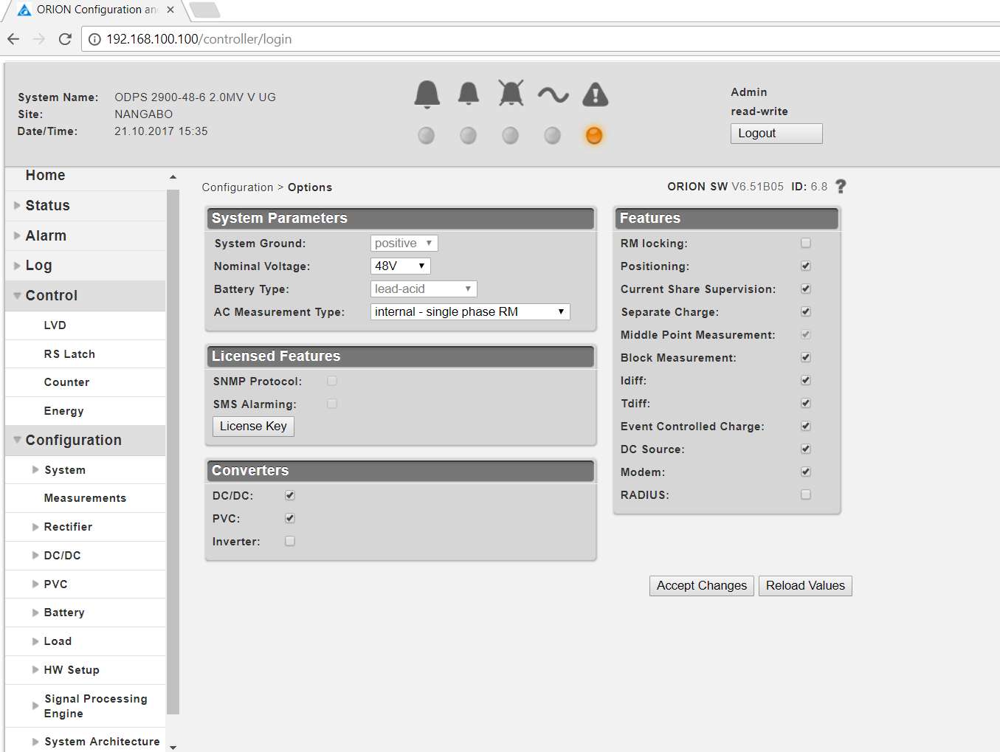 ORION Configuration an
192.168.100.100/controller/login
System Name: ODPS 2900-48-6 2.0MV V UG
Site: NANGABO
Date/Time: 21.10.2017 15:35
Admin
read-write
Logout
Home
Status
Alarm
Log
Control
LVD
RS Latch
Counter
Energy
Configuration
System
Measurements
Rectifier
DC/DC
PVC
Battery
Load
HW Setup
Signal Processing
Engine
System Architecture
Configuration > Options
ORION SW V6.51B05 ID: 6.8 ?
System Parameters
System Ground: positive
Nominal Voltage: 48V
Battery Type: lead-acid
AC Measurement Type: internal - single phase RM
Licensed Features
SNMP Protocol:
SMS Alarming:
License Key
Converters
DC/DC:
PVC:
Inverter:
Features
RM locking:
Positioning:
Current Share Supervision:
Separate Charge:
Middle Point Measurement:
Block Measurement:
Idiff:
Tdiff:
Event Controlled Charge:
DC Source:
Modem:
RADIUS:
Accept Changes
Reload Values